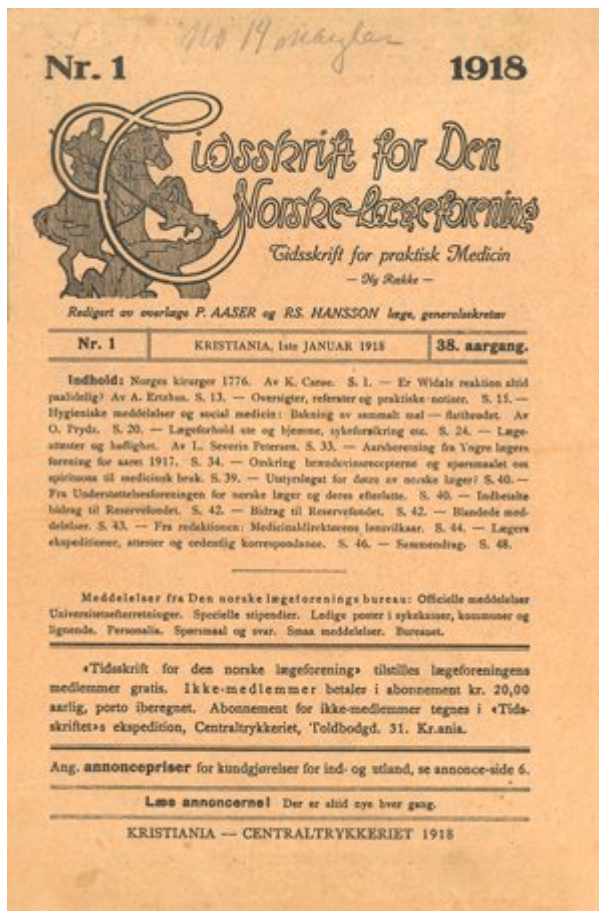 No 19 mangler
Nr. 1 1918
Tidsskrift for Den
Norske Lægeforening
Tidsskrift for praktisk Medicin
— Ny Række —
Redigert av overlæge P. AASER og RS. HANSSON læge, generalsekretær
Nr. 1 KRISTIANIA, 1ste JANUAR 1918 38. aargang.
Indhold: Norges kirurger 1776. Av K. Caroe. S. 1. — Er Widals reaktion altid
paalidelig? Av A. Ertzhus. S. 13. — Oversigter, referater og praktiske notiser. S. 15. —
Hygieniske meddelelser og social medicin: Bakning av sammalt mel — flatbrødet. Av
O. Pryds. S. 20. — Lægeforhold ute og hjemme, sykeforsikring etc. S. 24. — Læge-
attester og hæftighet. Av L. Severin Petersen. S. 33. — Aarsberetning fra Yngre lægers
forening for aaret 1917. S. 34. — Omkring brændevinsrecepterne og spørsmaalet om
spirituosa til medicinsk bruk. S. 39. — Utstyrslegat for døtre av norske læger? S. 40. —
Fra Understøttelsesforeningen for norske læger og deres efterlatte. S. 40. — Indbetalte
bidrag til Reservefondet. S. 42. — Bidrag til Reservefondet. S. 42. — Blandede med-
delelser. S. 43. — Fra redaktionen: Medicinaldirektørens lønsvilkaar. S. 44. — Lægers
ekspeditioner, attester og ordentlig korrespondance. S. 46. — Sammendrag. S. 48.
Meddelelser fra Den norske lægeforenings bureau: Officielle meddelelser
Universitetsefterretninger. Specielle stipendier. Ledige poster i sykekasser, kommuner og
lignende. Personalia. Spørsmaal og svar. Smaa meddelelser. Bureauet.
«Tidsskrift for den norske lægeforening» tilstilles lægeforeningens
medlemmer gratis. Ikke-medlemmer betaler i abonnement kr. 20,00
aarlig, porto iberegnet. Abonnement for ikke-medlemmer tegnes i «Tids-
skriftet»s ekspedition, Centraltrykkeriet, Toldbodgd. 31. Kr.ania.
Ang. annoncepriser for kundgjørelser for ind- og utland, se annonce-side 6.
Læs annoncerne! Der er altid nye hver gang.
KRISTIANIA — CENTRALTRYKKERIET 1918